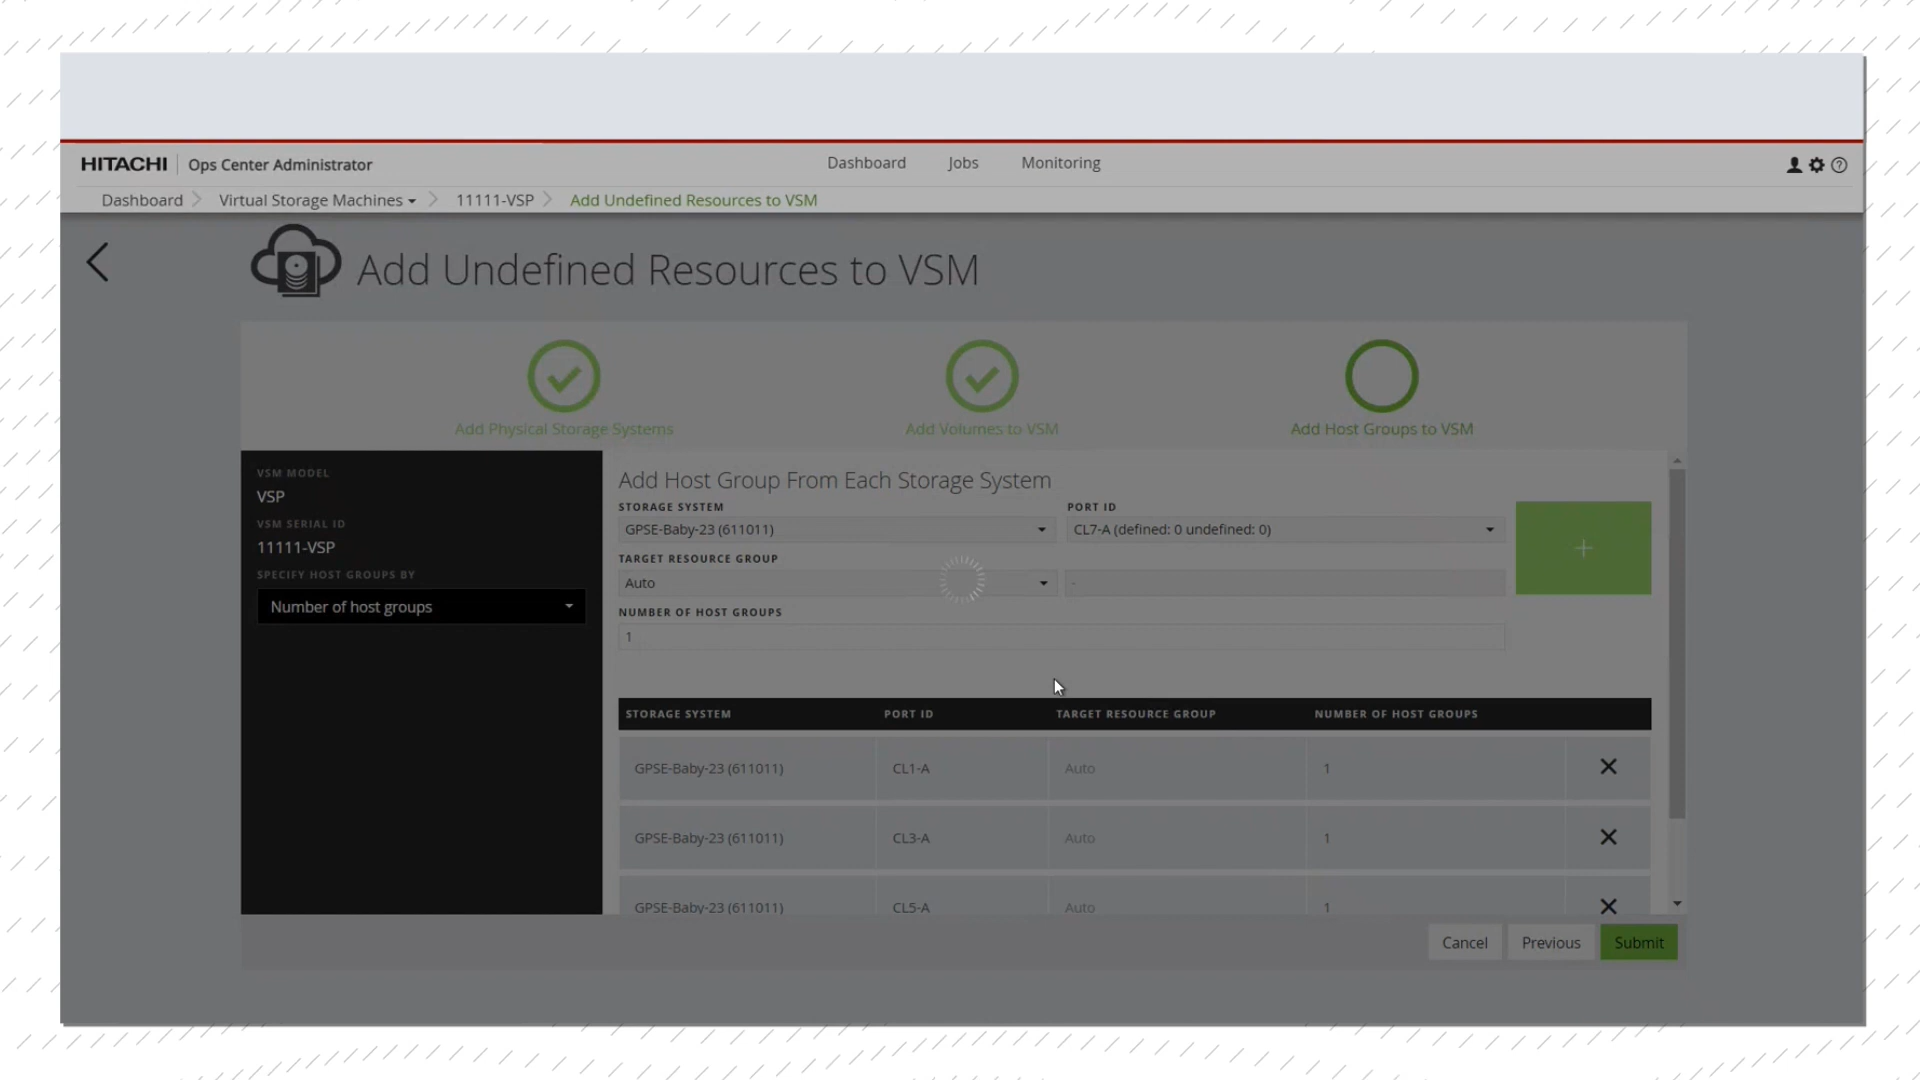 HITACHI Ops Center Administrator Dashboard Jobs Monitoring
Dashboard Virtual Storage Machines 11111-VSP Add Undefined Resources to VSM
Add Undefined Resources to VSM
Add Physical Storage Systems Add Volumes to VSM Add Host Groups to VSM
VSM MODEL
VSP
VSM SERIAL ID
11111-VSP
SPECIFY HOST GROUPS BY
Number of host groups
Add Host Group From Each Storage System
STORAGE SYSTEM PORT ID
GPSE-Baby-23 (611011) CL7-A (defined: 0 undefined: 0)
+
TARGET RESOURCE GROUP
Auto -
NUMBER OF HOST GROUPS
1
STORAGE SYSTEM PORT ID TARGET RESOURCE GROUP NUMBER OF HOST GROUPS
GPSE-Baby-23 (611011) CL1-A Auto 1
GPSE-Baby-23 (611011) CL3-A Auto 1
GPSE-Baby-23 (611011) CL5-A Auto 1
Cancel Previous Submit